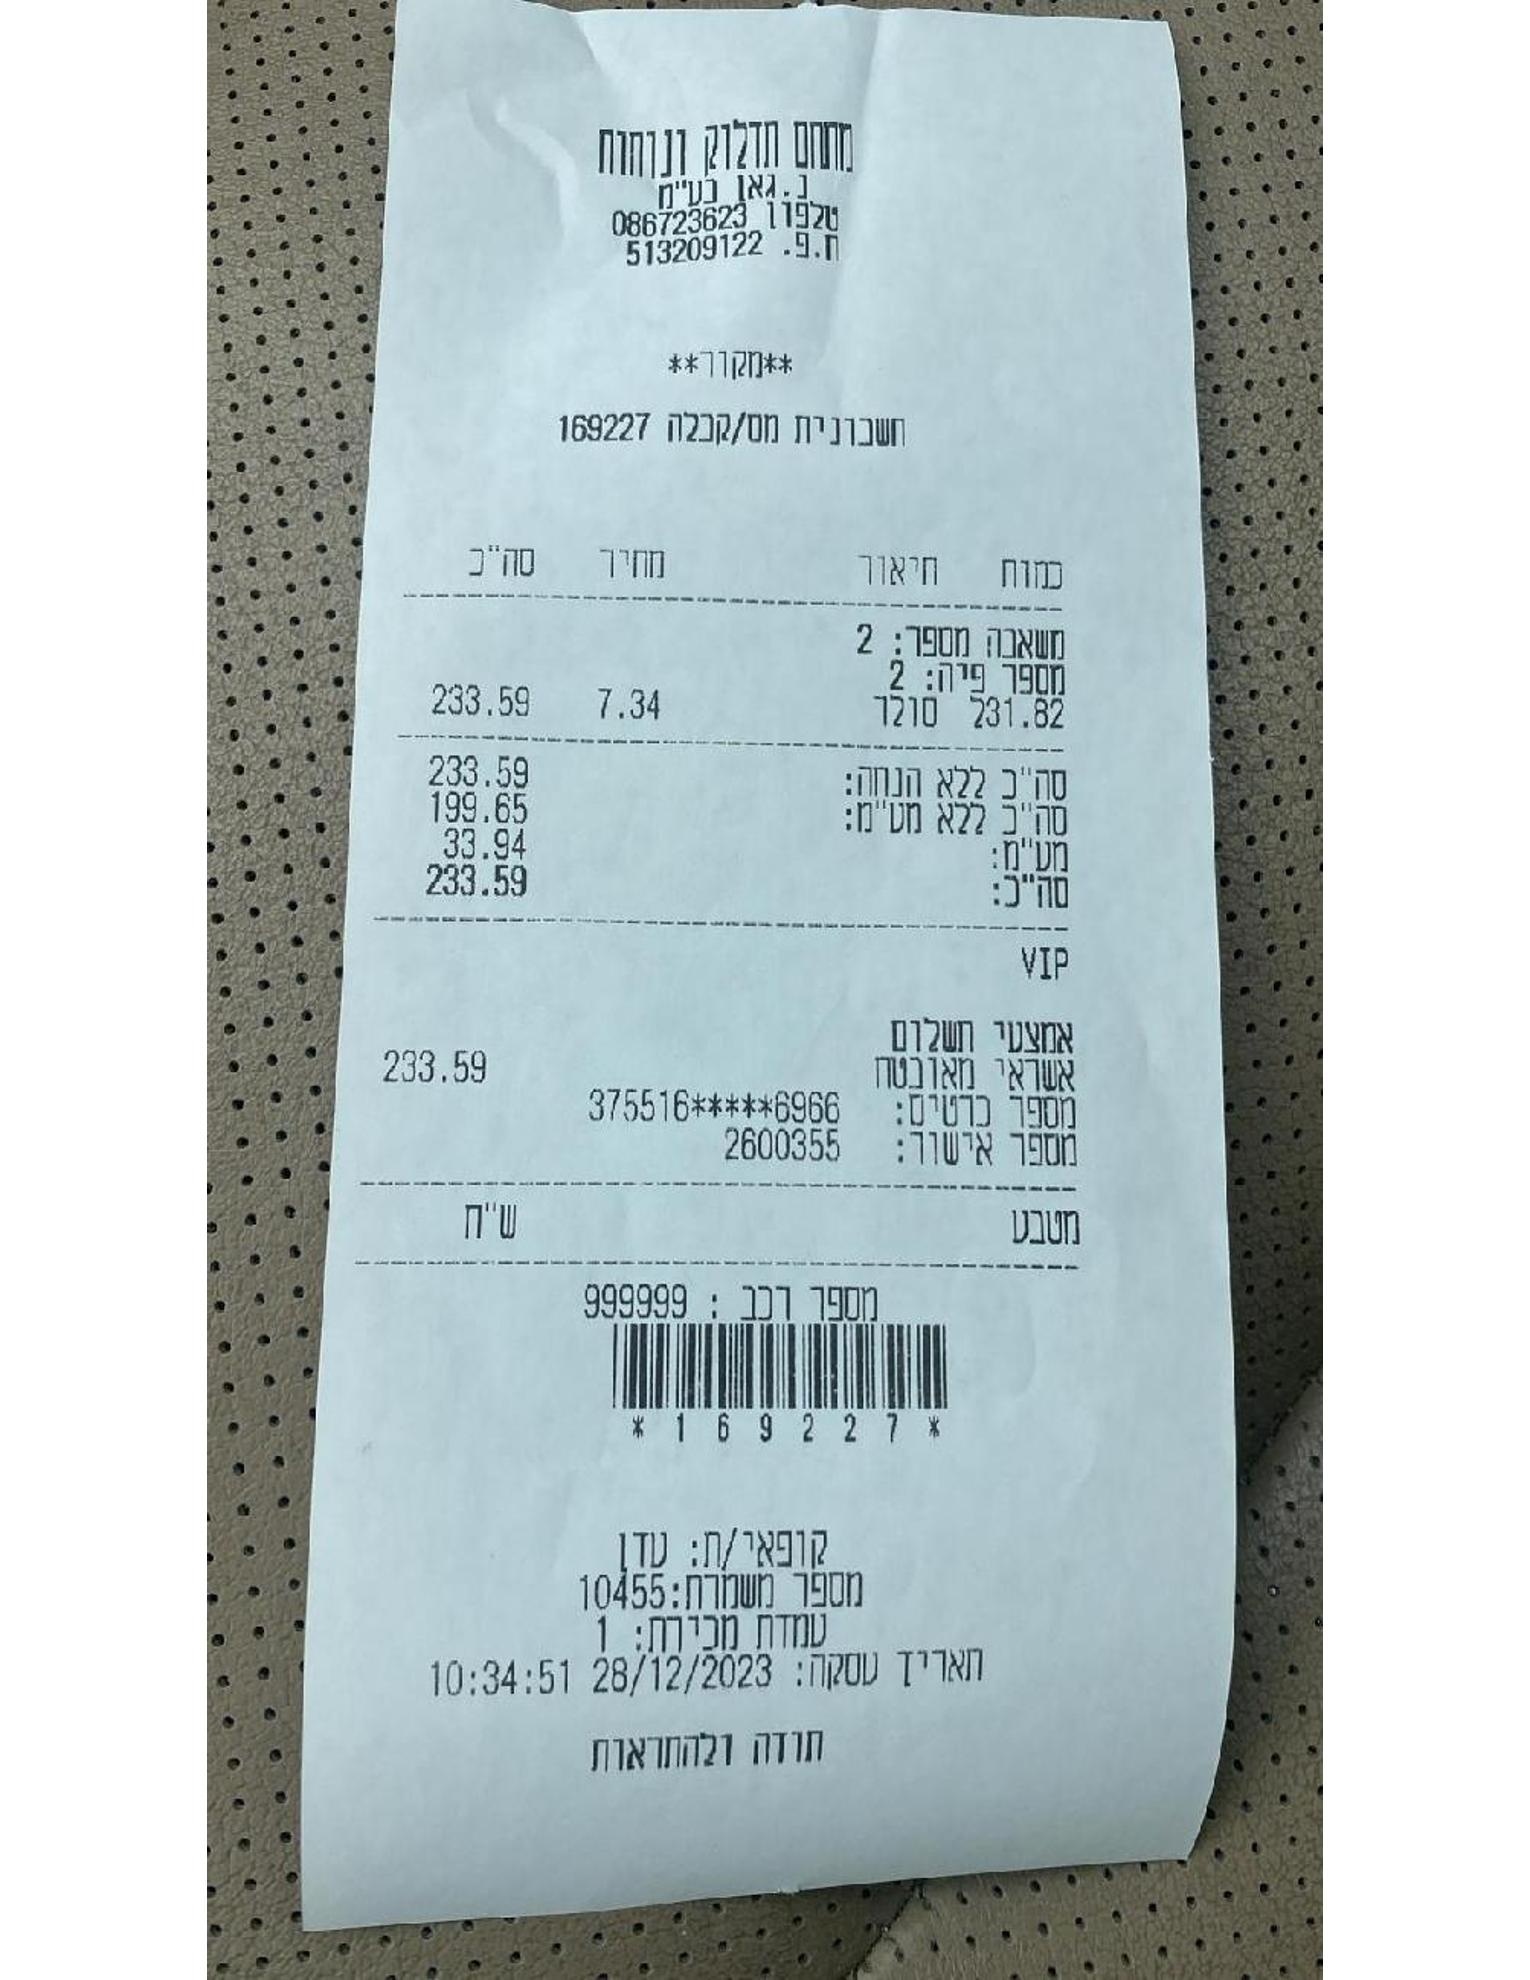 מתחם תדלוק ונוחות
נ.גאן בע"מ
טלפון 086723623
ח.פ. 513209122
**מקור**
חשבונית מס/קבלה 169227
כמות תיאור מחיר סה"כ
משאבה מספר: 2
מספר פיה: 2
231.82 סולר 7.34 233.59
סה"כ ללא הנחה: 233.59
סה"כ ללא מע"מ: 199.65
מע"מ: 33.94
סה"כ: 233.59
VIP
אמצעי תשלום
אשראי מאובטח 233.59
מספר כרטיס: 375516*****6966
מספר אישור: 2600355
מטבע ש"ח
מספר רכב : 999999
*169227*
קופאי/ת: עדן
מספר משמרת:10455
עמדת מכירת: 1
תאריך עסקה: 28/12/2023 10:34:51
תודה ולהתראות